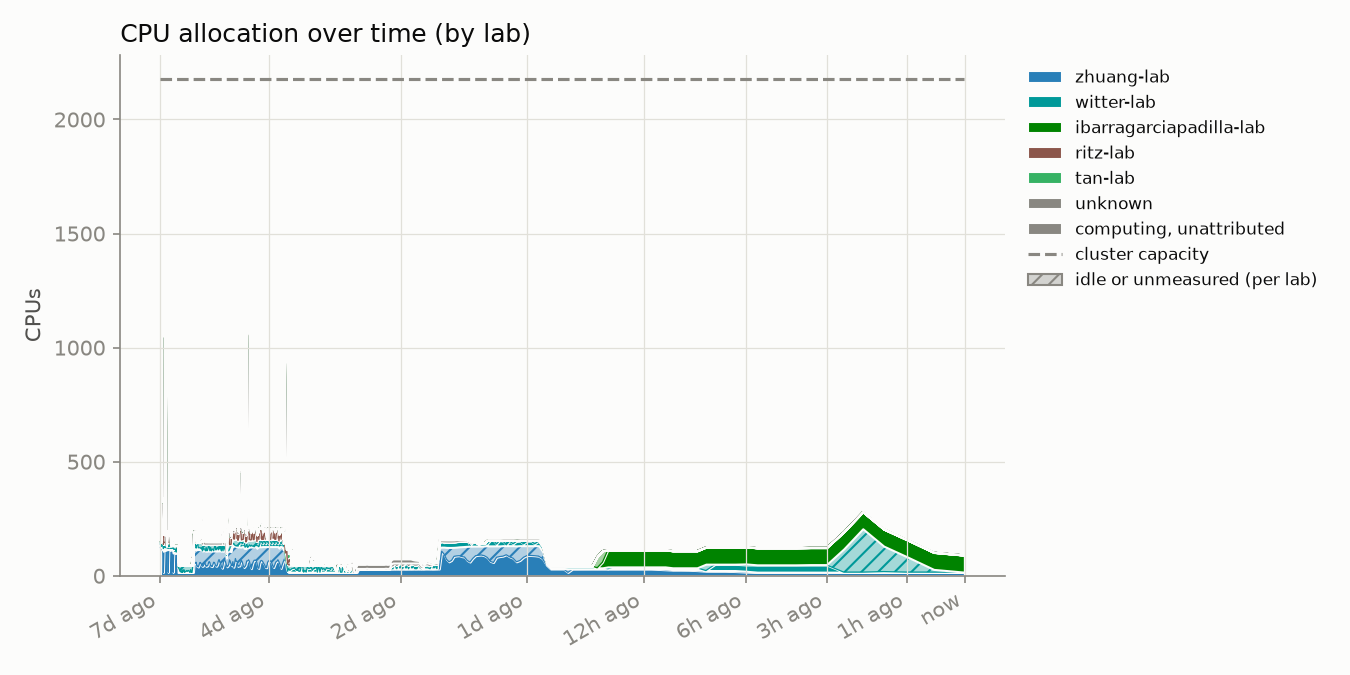 CPU allocation over time (by lab)
CPUs
2000
1500
1000
500
0
7d ago
4d ago
2d ago
1d ago
12h ago
6h ago
3h ago
1h ago
now
zhuang-lab
witter-lab
ibarragarciapadilla-lab
ritz-lab
tan-lab
unknown
computing, unattributed
cluster capacity
idle or unmeasured (per lab)